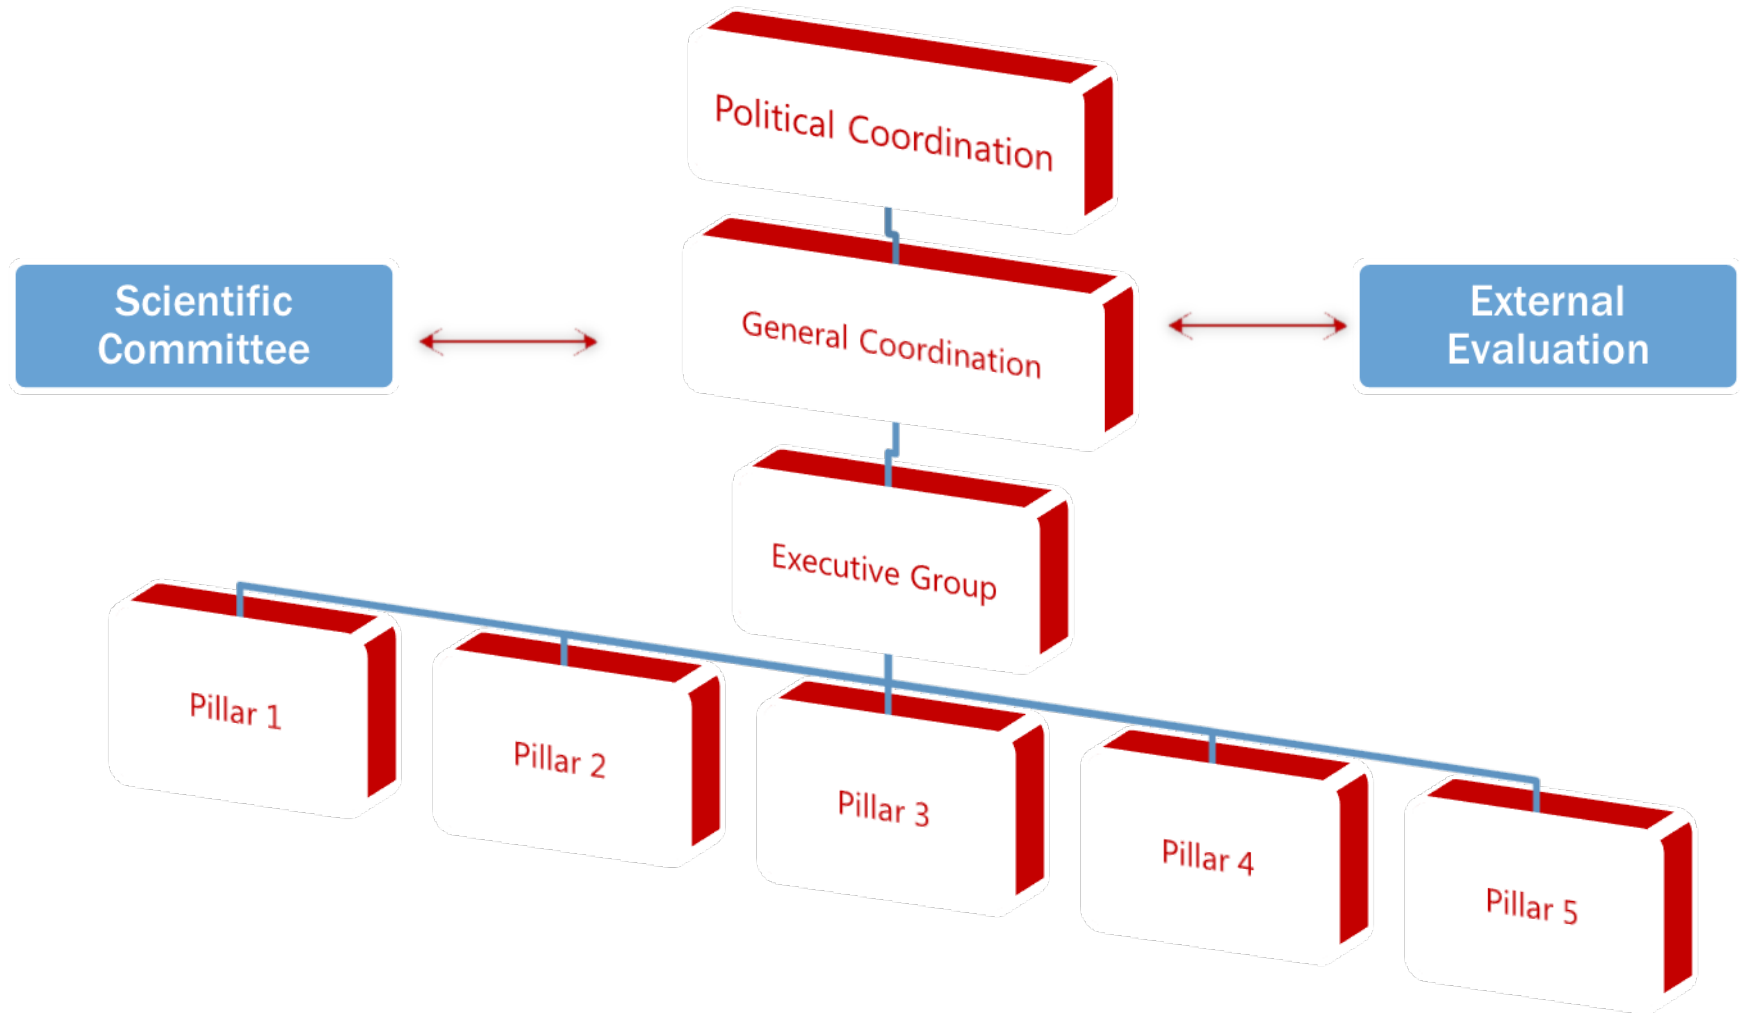 Political Coordination
Scientific
Committee
General Coordination
External
Evaluation
Executive Group
Pillar 1
Pillar 2
Pillar 3
Pillar 4
Pillar 5